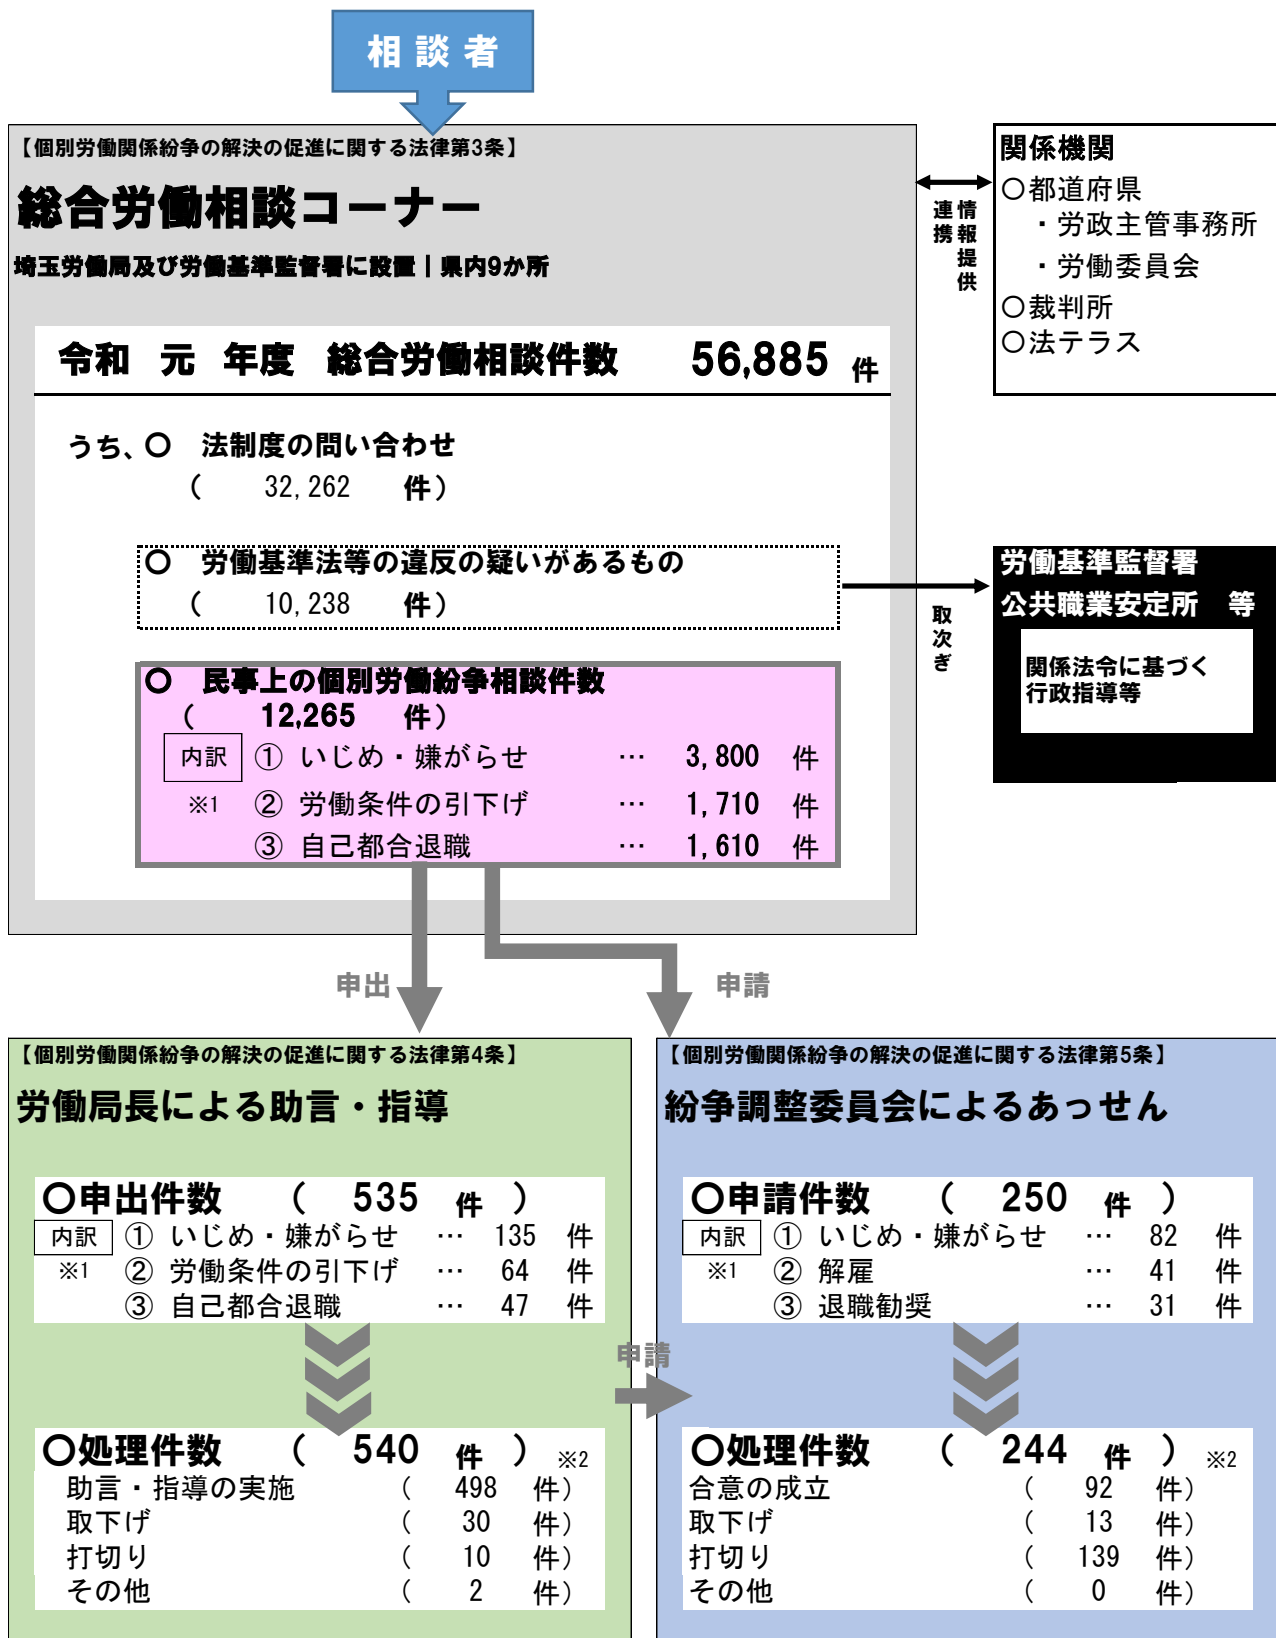 相談者
【個別労働関係紛争の解決の促進に関する法律第3条】
総合労働相談コーナー
埼玉労働局及び労働基準監督署に設置｜県内9か所
令和 元 年度 総合労働相談件数 56,885 件
うち、〇 法制度の問い合わせ
( 32,262 件)
〇 労働基準法等の違反の疑いがあるもの
( 10,238 件)
〇 民事上の個別労働紛争相談件数
( 12,265 件)
内訳 ① いじめ・嫌がらせ … 3,800 件
※1 ② 労働条件の引下げ … 1,710 件
③ 自己都合退職 … 1,610 件
連携
情報提供
関係機関
〇都道府県
・労政主管事務所
・労働委員会
〇裁判所
〇法テラス
取次ぎ
労働基準監督署
公共職業安定所 等
関係法令に基づく
行政指導等
申出
申請
【個別労働関係紛争の解決の促進に関する法律第4条】
労働局長による助言・指導
〇申出件数 ( 535 件 )
内訳 ① いじめ・嫌がらせ … 135 件
※1 ② 労働条件の引下げ … 64 件
③ 自己都合退職 … 47 件
〇処理件数 ( 540 件 ) ※2
助言・指導の実施 ( 498 件)
取下げ ( 30 件)
打切り ( 10 件)
その他 ( 2 件)
申請
【個別労働関係紛争の解決の促進に関する法律第5条】
紛争調整委員会によるあっせん
〇申請件数 ( 250 件 )
内訳 ① いじめ・嫌がらせ … 82 件
※1 ② 解雇 … 41 件
③ 退職勧奨 … 31 件
〇処理件数 ( 244 件 ) ※2
合意の成立 ( 92 件)
取下げ ( 13 件)
打切り ( 139 件)
その他 ( 0 件)